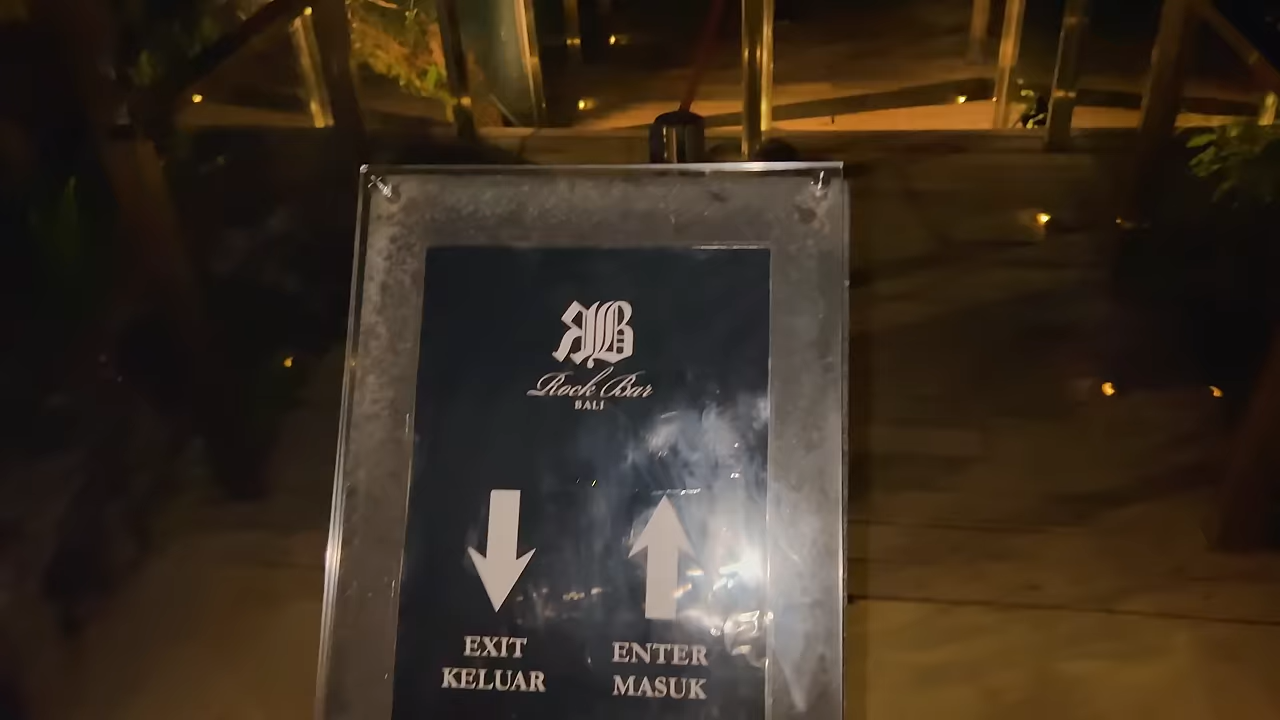 RB
Rock Bar
BALI
EXIT
KELUAR
ENTER
MASUK